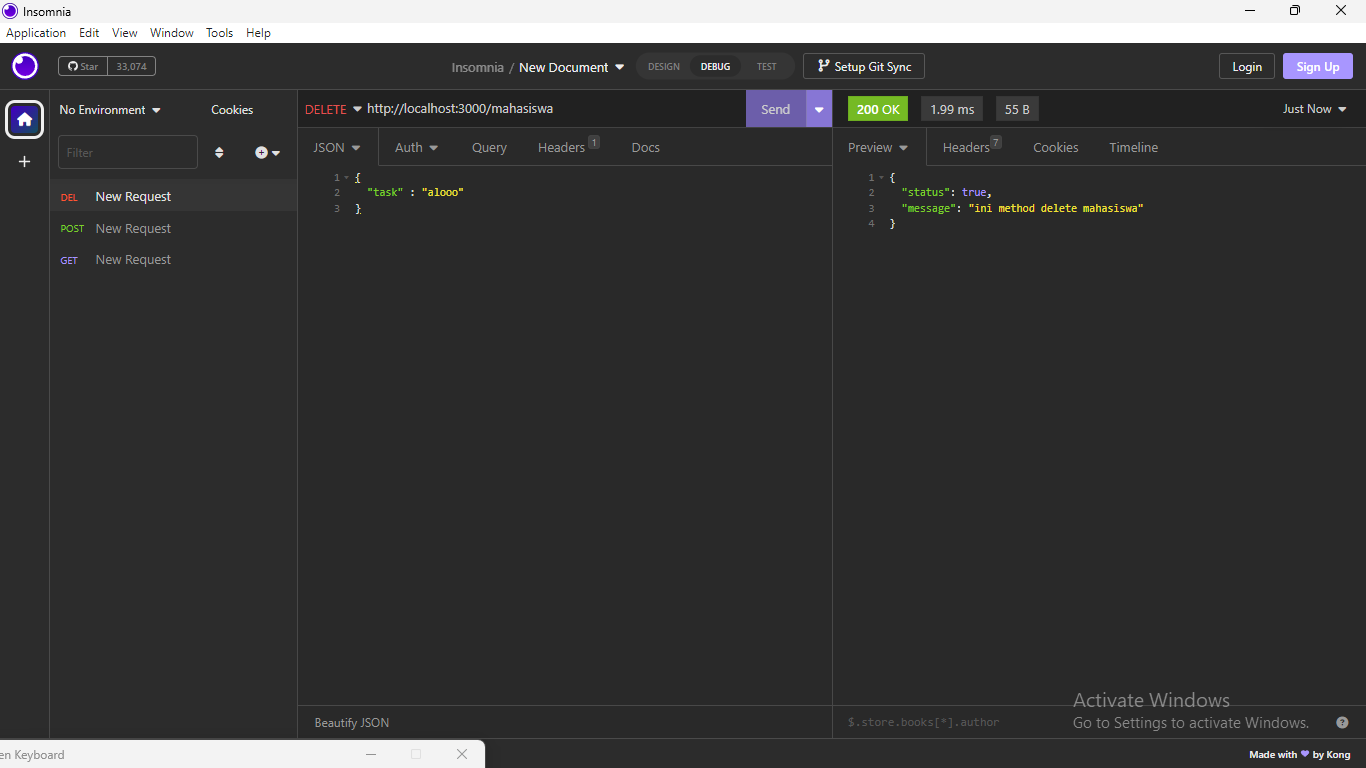 Insomnia
Application Edit View Window Tools Help
Star 33,074 Insomnia / New Document DESIGN DEBUG TEST Setup Git Sync Login Sign Up
No Environment Cookies DELETE http://localhost:3000/mahasiswa Send 200 OK 1.99 ms 55 B Just Now
Filter
JSON Auth Query Headers 1 Docs
Preview Headers 7 Cookies Timeline
DEL New Request
POST New Request
GET New Request
1 {
2 "task" : "alooo"
3 }
1 {
2 "status": true,
3 "message": "ini method delete mahasiswa"
4 }
Beautify JSON
$.store.books[*].author
Activate Windows
Go to Settings to activate Windows.
en Keyboard
Made with ♥ by Kong